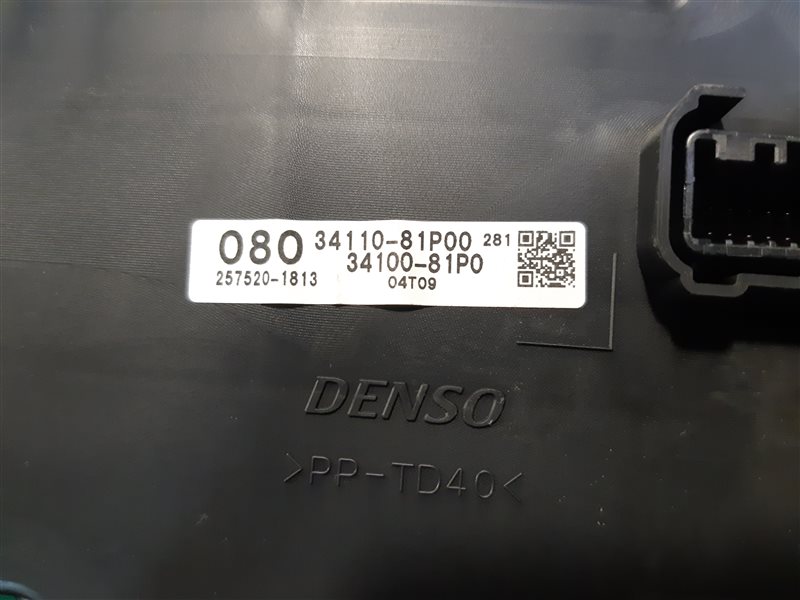 080 34110-81P00 281
34100-81P0
257520-1813 04T09
DENSO
>PP-TD40<